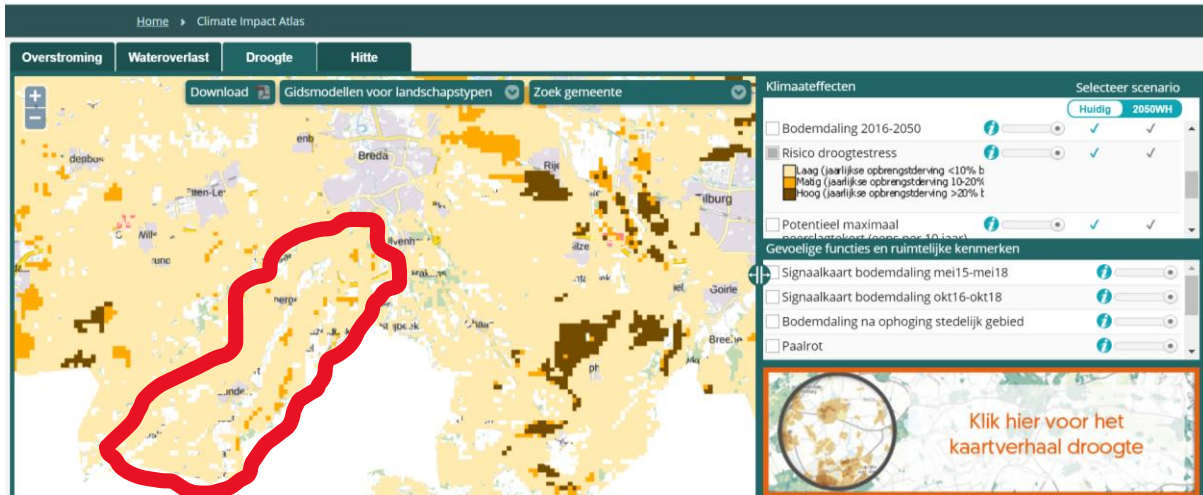 Home › Climate Impact Atlas
Overstroming Wateroverlast Droogte Hitte
+
−
Download Gidsmodellen voor landschapstypen Zoek gemeente
Breda
ilburg
Goirle
Klimaateffecten Selecteer scenario
Huidig 2050WH
Bodemdaling 2016-2050
Risico droogtestress
Laag (jaarlijkse opbrengstderving <10% b
Matig (jaarlijkse opbrengstderving 10-20%
Hoog (jaarlijkse opbrengstderving >20% b
Potentieel maximaal
Gevoelige functies en ruimtelijke kenmerken
Signaalkaart bodemdaling mei15-mei18
Signaalkaart bodemdaling okt16-okt18
Bodemdaling na ophoging stedelijk gebied
Paalrot
Klik hier voor het
kaartverhaal droogte